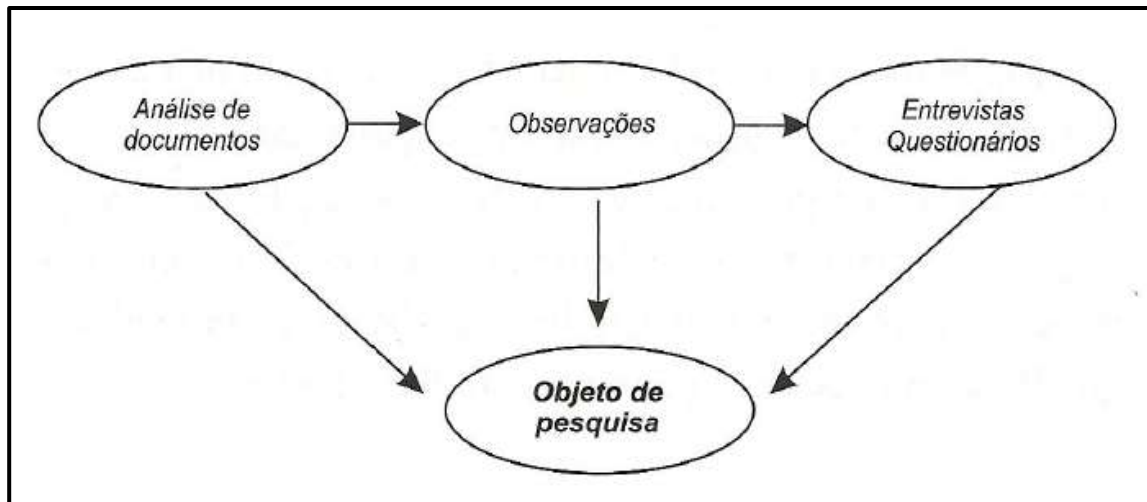 Análise de
documentos
Observações
Entrevistas
Questionários
Objeto de
pesquisa